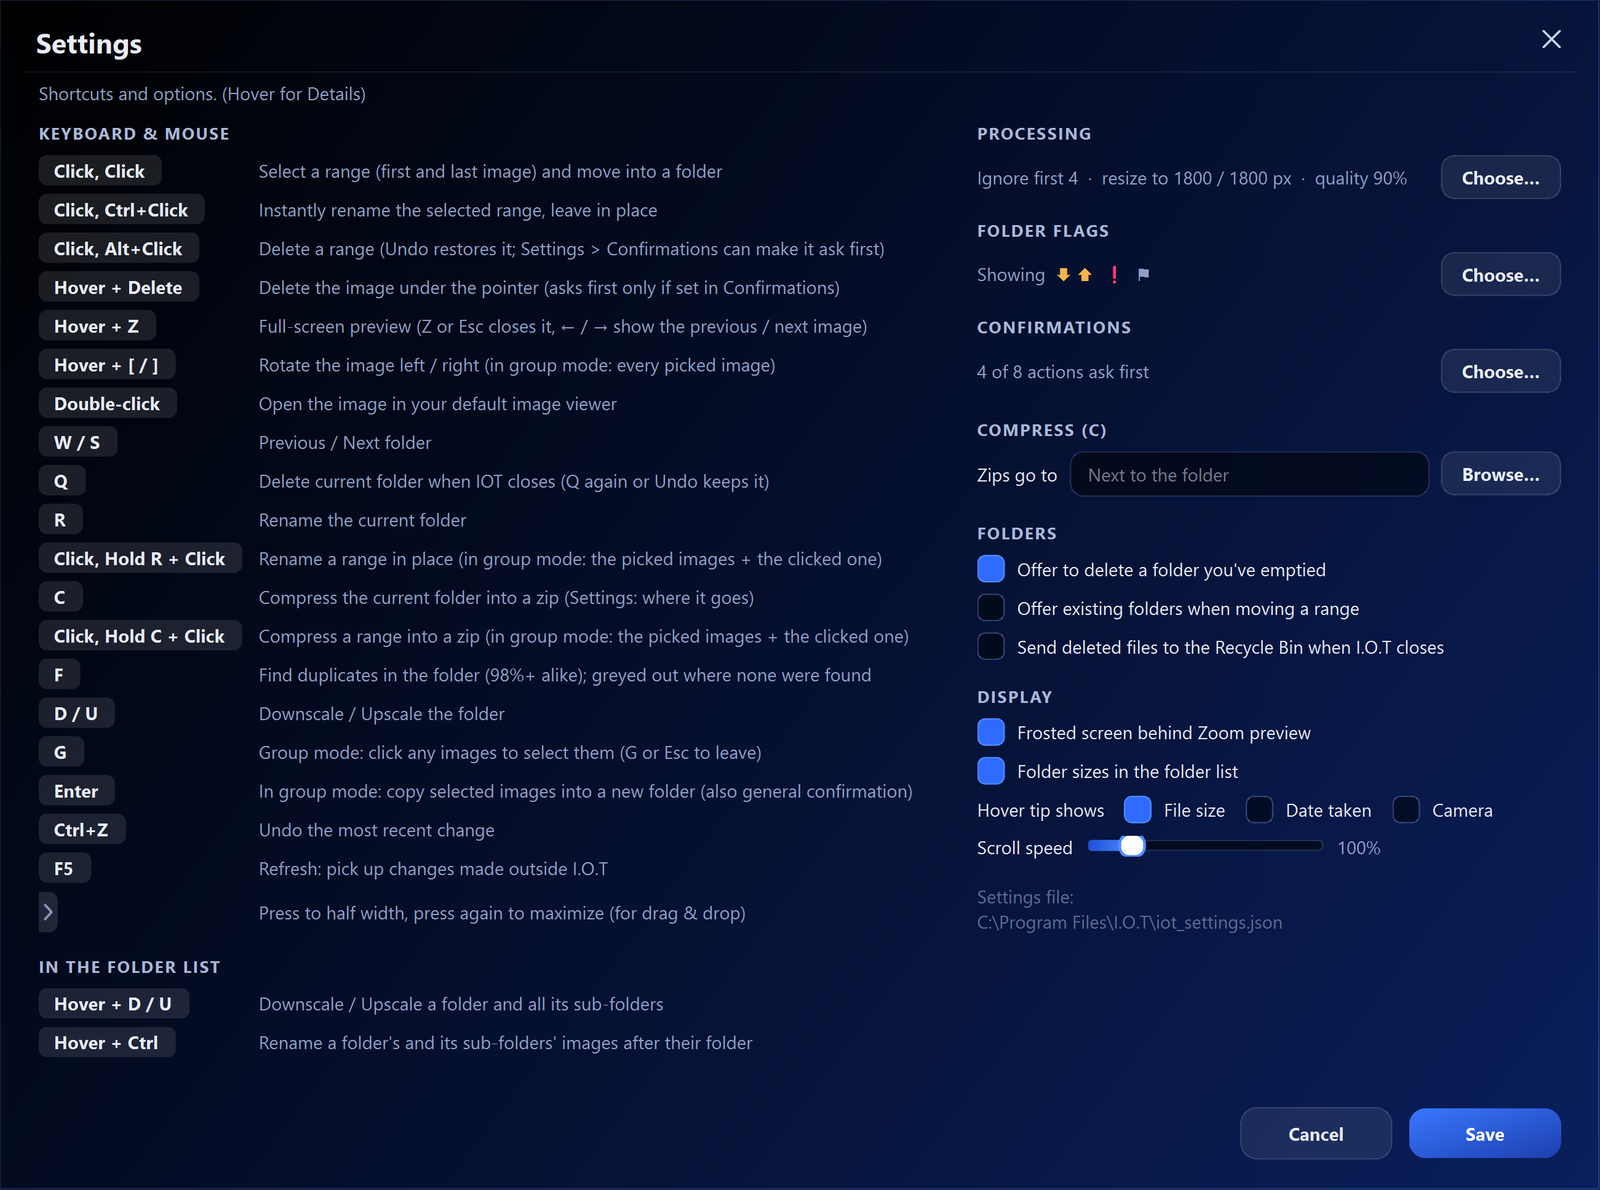 Settings
Shortcuts and options. (Hover for Details)
KEYBOARD & MOUSE
Click, Click Select a range (first and last image) and move into a folder
Click, Ctrl+Click Instantly rename the selected range, leave in place
Click, Alt+Click Delete a range (Undo restores it; Settings > Confirmations can make it ask first)
Hover + Delete Delete the image under the pointer (asks first only if set in Confirmations)
Hover + Z Full-screen preview (Z or Esc closes it, ← / → show the previous / next image)
Hover + [ / ] Rotate the image left / right (in group mode: every picked image)
Double-click Open the image in your default image viewer
W / S Previous / Next folder
Q Delete current folder when IOT closes (Q again or Undo keeps it)
R Rename the current folder
Click, Hold R + Click Rename a range in place (in group mode: the picked images + the clicked one)
C Compress the current folder into a zip (Settings: where it goes)
Click, Hold C + Click Compress a range into a zip (in group mode: the picked images + the clicked one)
F Find duplicates in the folder (98%+ alike); greyed out where none were found
D / U Downscale / Upscale the folder
G Group mode: click any images to select them (G or Esc to leave)
Enter In group mode: copy selected images into a new folder (also general confirmation)
Ctrl+Z Undo the most recent change
F5 Refresh: pick up changes made outside I.O.T
Press to half width, press again to maximize (for drag & drop)
IN THE FOLDER LIST
Hover + D / U Downscale / Upscale a folder and all its sub-folders
Hover + Ctrl Rename a folder's and its sub-folders' images after their folder
PROCESSING
Ignore first 4 · resize to 1800 / 1800 px · quality 90% Choose...
FOLDER FLAGS
Showing Choose...
CONFIRMATIONS
4 of 8 actions ask first Choose...
COMPRESS (C)
Zips go to Next to the folder Browse...
FOLDERS
Offer to delete a folder you've emptied
Offer existing folders when moving a range
Send deleted files to the Recycle Bin when I.O.T closes
DISPLAY
Frosted screen behind Zoom preview
Folder sizes in the folder list
Hover tip shows File size Date taken Camera
Scroll speed 100%
Settings file:
C:\Program Files\I.O.T\iot_settings.json
Cancel Save